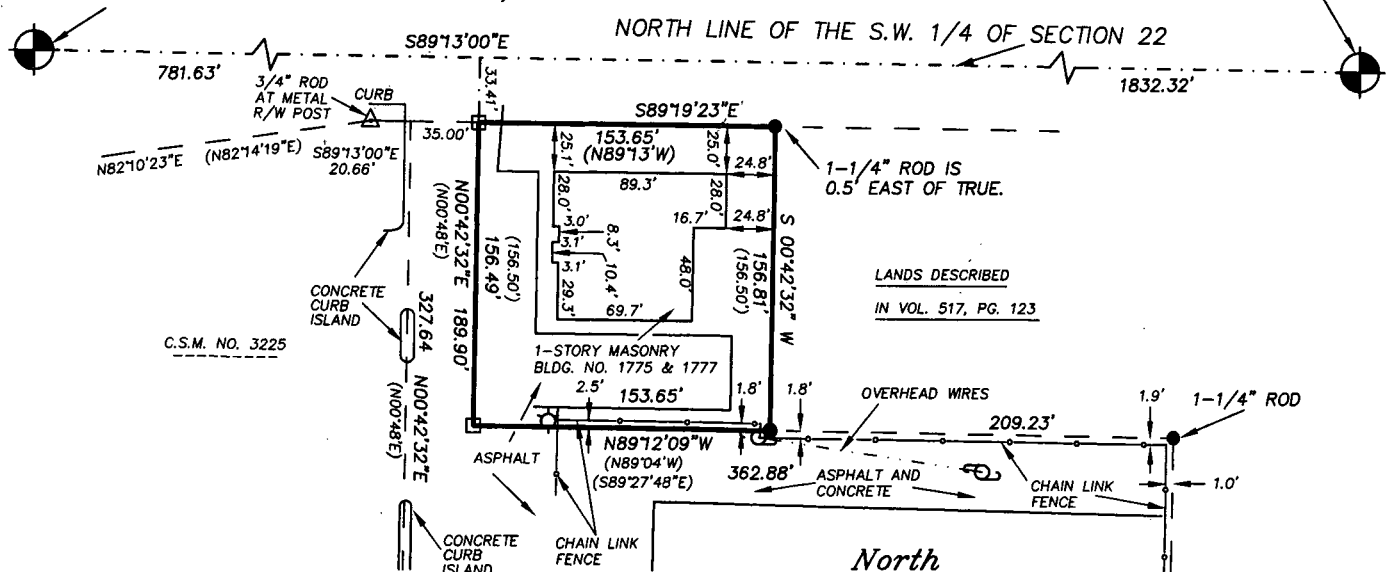 NORTH LINE OF THE S.W. 1/4 OF SECTION 22
S89°13'00"E
781.63'
1832.32'
33.41'
3/4" ROD
AT METAL
R/W POST
CURB
35.00'
S89°19'23"E
153.65'
(N89°13'W)
25.1'
25.0'
24.8'
1-1/4" ROD IS
0.5' EAST OF TRUE.
N82°10'23"E
(N82°14'19"E)
S89°13'00"E
20.66'
89.3'
28.0'
28.0'
16.7'
24.8'
3.0'
8.3'
3.1'
10.4'
3.1'
29.3'
48.0'
69.7'
N00°42'32"E 189.90'
(N00°48'E)
156.49'
(156.50')
S 00°42'32" W
156.81'
(156.50')
LANDS DESCRIBED
IN VOL. 517, PG. 123
CONCRETE
CURB
ISLAND
C.S.M. NO. 3225
327.64
N00°42'32"E
(N00°48'E)
1-STORY MASONRY
BLDG. NO. 1775 & 1777
2.5'
153.65'
1.8'
1.8'
OVERHEAD WIRES
1.9'
1-1/4" ROD
209.23'
N89°12'09"W
(N89°04'W)
(S89°27'48"E)
362.88'
ASPHALT
ASPHALT AND
CONCRETE
CHAIN LINK
FENCE
1.0'
CONCRETE
CURB
ISLAND
CHAIN LINK
FENCE
North